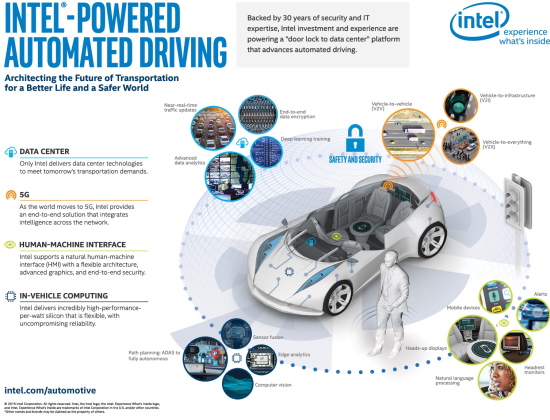 INTEL®-POWERED
AUTOMATED DRIVING
Architecting the Future of Transportation
for a Better Life and a Safer World
Backed by 30 years of security and IT
expertise, Intel investment and experience are
powering a "door lock to data center" platform
that advances automated driving.
intel®
experience
what's inside
DATA CENTER
Only Intel delivers data center technologies
to meet tomorrow's transportation demands.
5G
As the world moves to 5G, Intel provides
an end-to-end solution that integrates
intelligence across the network.
HUMAN-MACHINE INTERFACE
Intel supports a natural human-machine
interface (HMI) with a flexible architecture,
advanced graphics, and end-to-end security.
IN-VEHICLE COMPUTING
Intel delivers incredibly high-performance-
per-watt silicon that is flexible, with
uncompromising reliability.
Near-real-time
traffic updates
End-to-end
data encryption
Deep learning training
Advanced
data analytics
SAFETY AND SECURITY
Vehicle-to-vehicle
(V2V)
Vehicle-to-infrastructure
(V2I)
Vehicle-to-everything
(V2X)
Sensor fusion
Path planning: ADAS to
fully autonomous
Edge analytics
Computer vision
Mobile devices
Alerts
Heads-up displays
Headrest
monitors
Natural language
processing
intel.com/automotive
© 2016 Intel Corporation. All rights reserved. Intel, the Intel logo, the Intel. Experience What's Inside logo,
and Intel. Experience What's Inside are trademarks of Intel Corporation in the U.S. and/or other countries.
*Other names and brands may be claimed as the property of others.